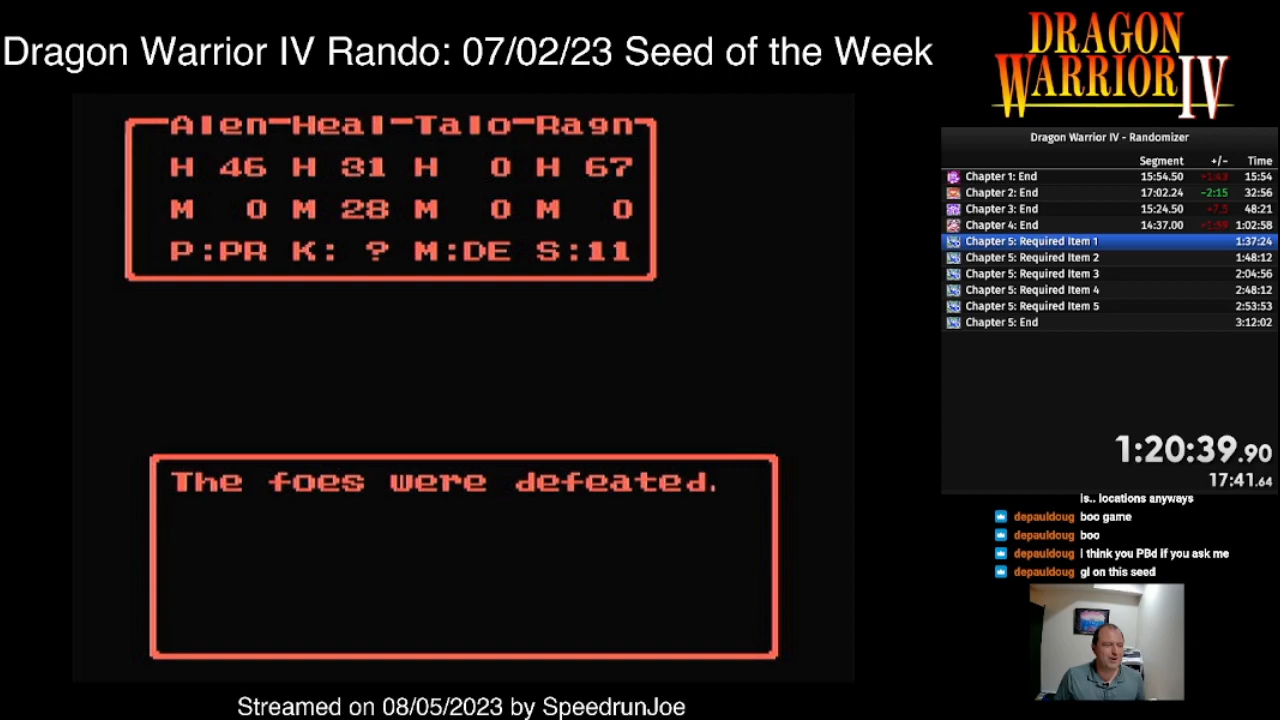 Dragon Warrior IV Rando: 07/02/23 Seed of the Week
DRAGON
WARRIOR IV
Alen Heal Talo Ragn
H 46 H 31 H 0 H 67
M 0 M 28 M 0 M 0
P:PR K: ? M:DE S:11
The foes were defeated.
Dragon Warrior IV - Randomizer
Segment +/- Time
Chapter 1: End 15:54.50 +1:43 15:54
Chapter 2: End 17:02.24 −2:15 32:56
Chapter 3: End 15:24.50 +7.5 48:21
Chapter 4: End 14:37.00 +1:59 1:02:58
Chapter 5: Required Item 1 1:37:24
Chapter 5: Required Item 2 1:48:12
Chapter 5: Required Item 3 2:04:56
Chapter 5: Required Item 4 2:48:12
Chapter 5: Required Item 5 2:53:53
Chapter 5: End 3:12:02
1:20:39.90
17:41.64
is.. locations anyways
depauldoug boo game
depauldoug boo
depauldoug i think you PBd if you ask me
depauldoug gl on this seed
Streamed on 08/05/2023 by SpeedrunJoe